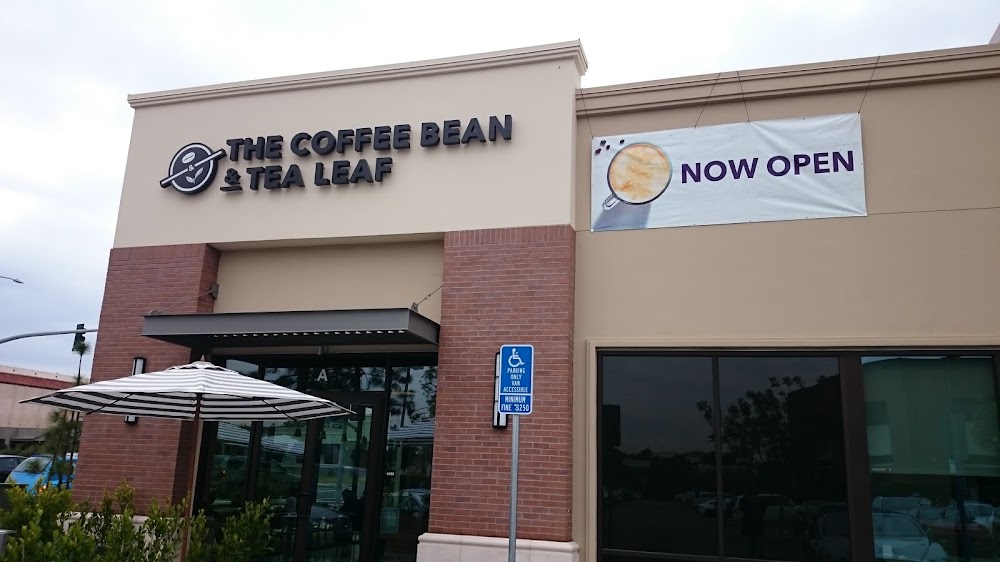 THE COFFEE BEAN
& TEA LEAF
&
NOW OPEN
A
PARKING
ONLY
VAN
ACCESSIBLE
MINIMUM
FINE $250